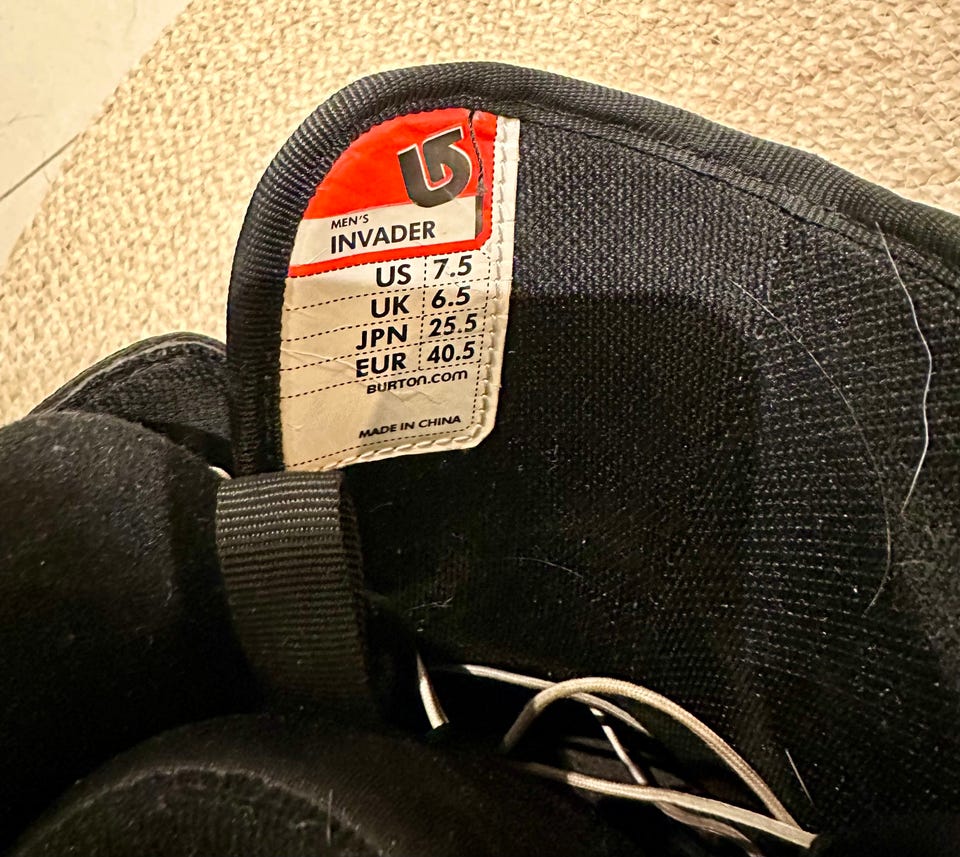 MEN'S
INVADER
US 7.5
UK 6.5
JPN 25.5
EUR 40.5
BURTON.COM
MADE IN CHINA